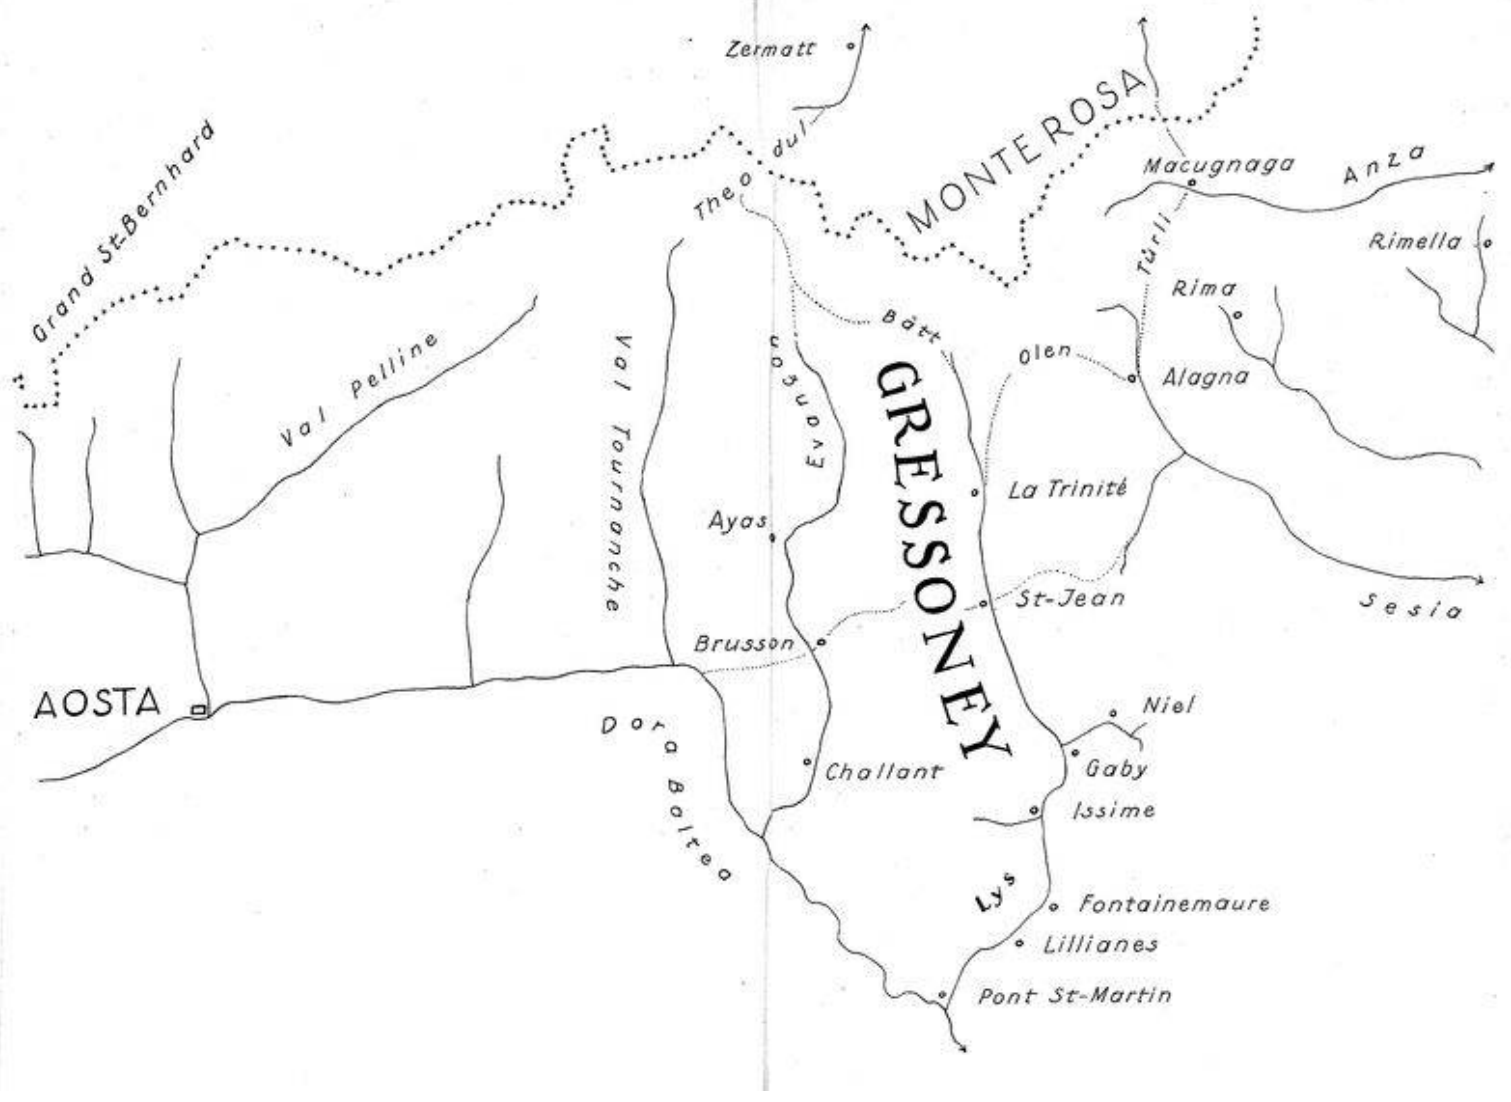 Zermatt
MONTE ROSA
Grand St-Bernhard
Theodul
Macugnaga
Anza
Rimella
Türli
Rima
Bätt
Olen
Alagna
Val Pelline
Val Tournanche
Evançon
GRESSONEY
La Trinité
Ayas
St-Jean
Sesia
Brusson
AOSTA
Dora Baltea
Niel
Gaby
Challant
Issime
Lys
Fontainemaure
Lillianes
Pont St-Martin